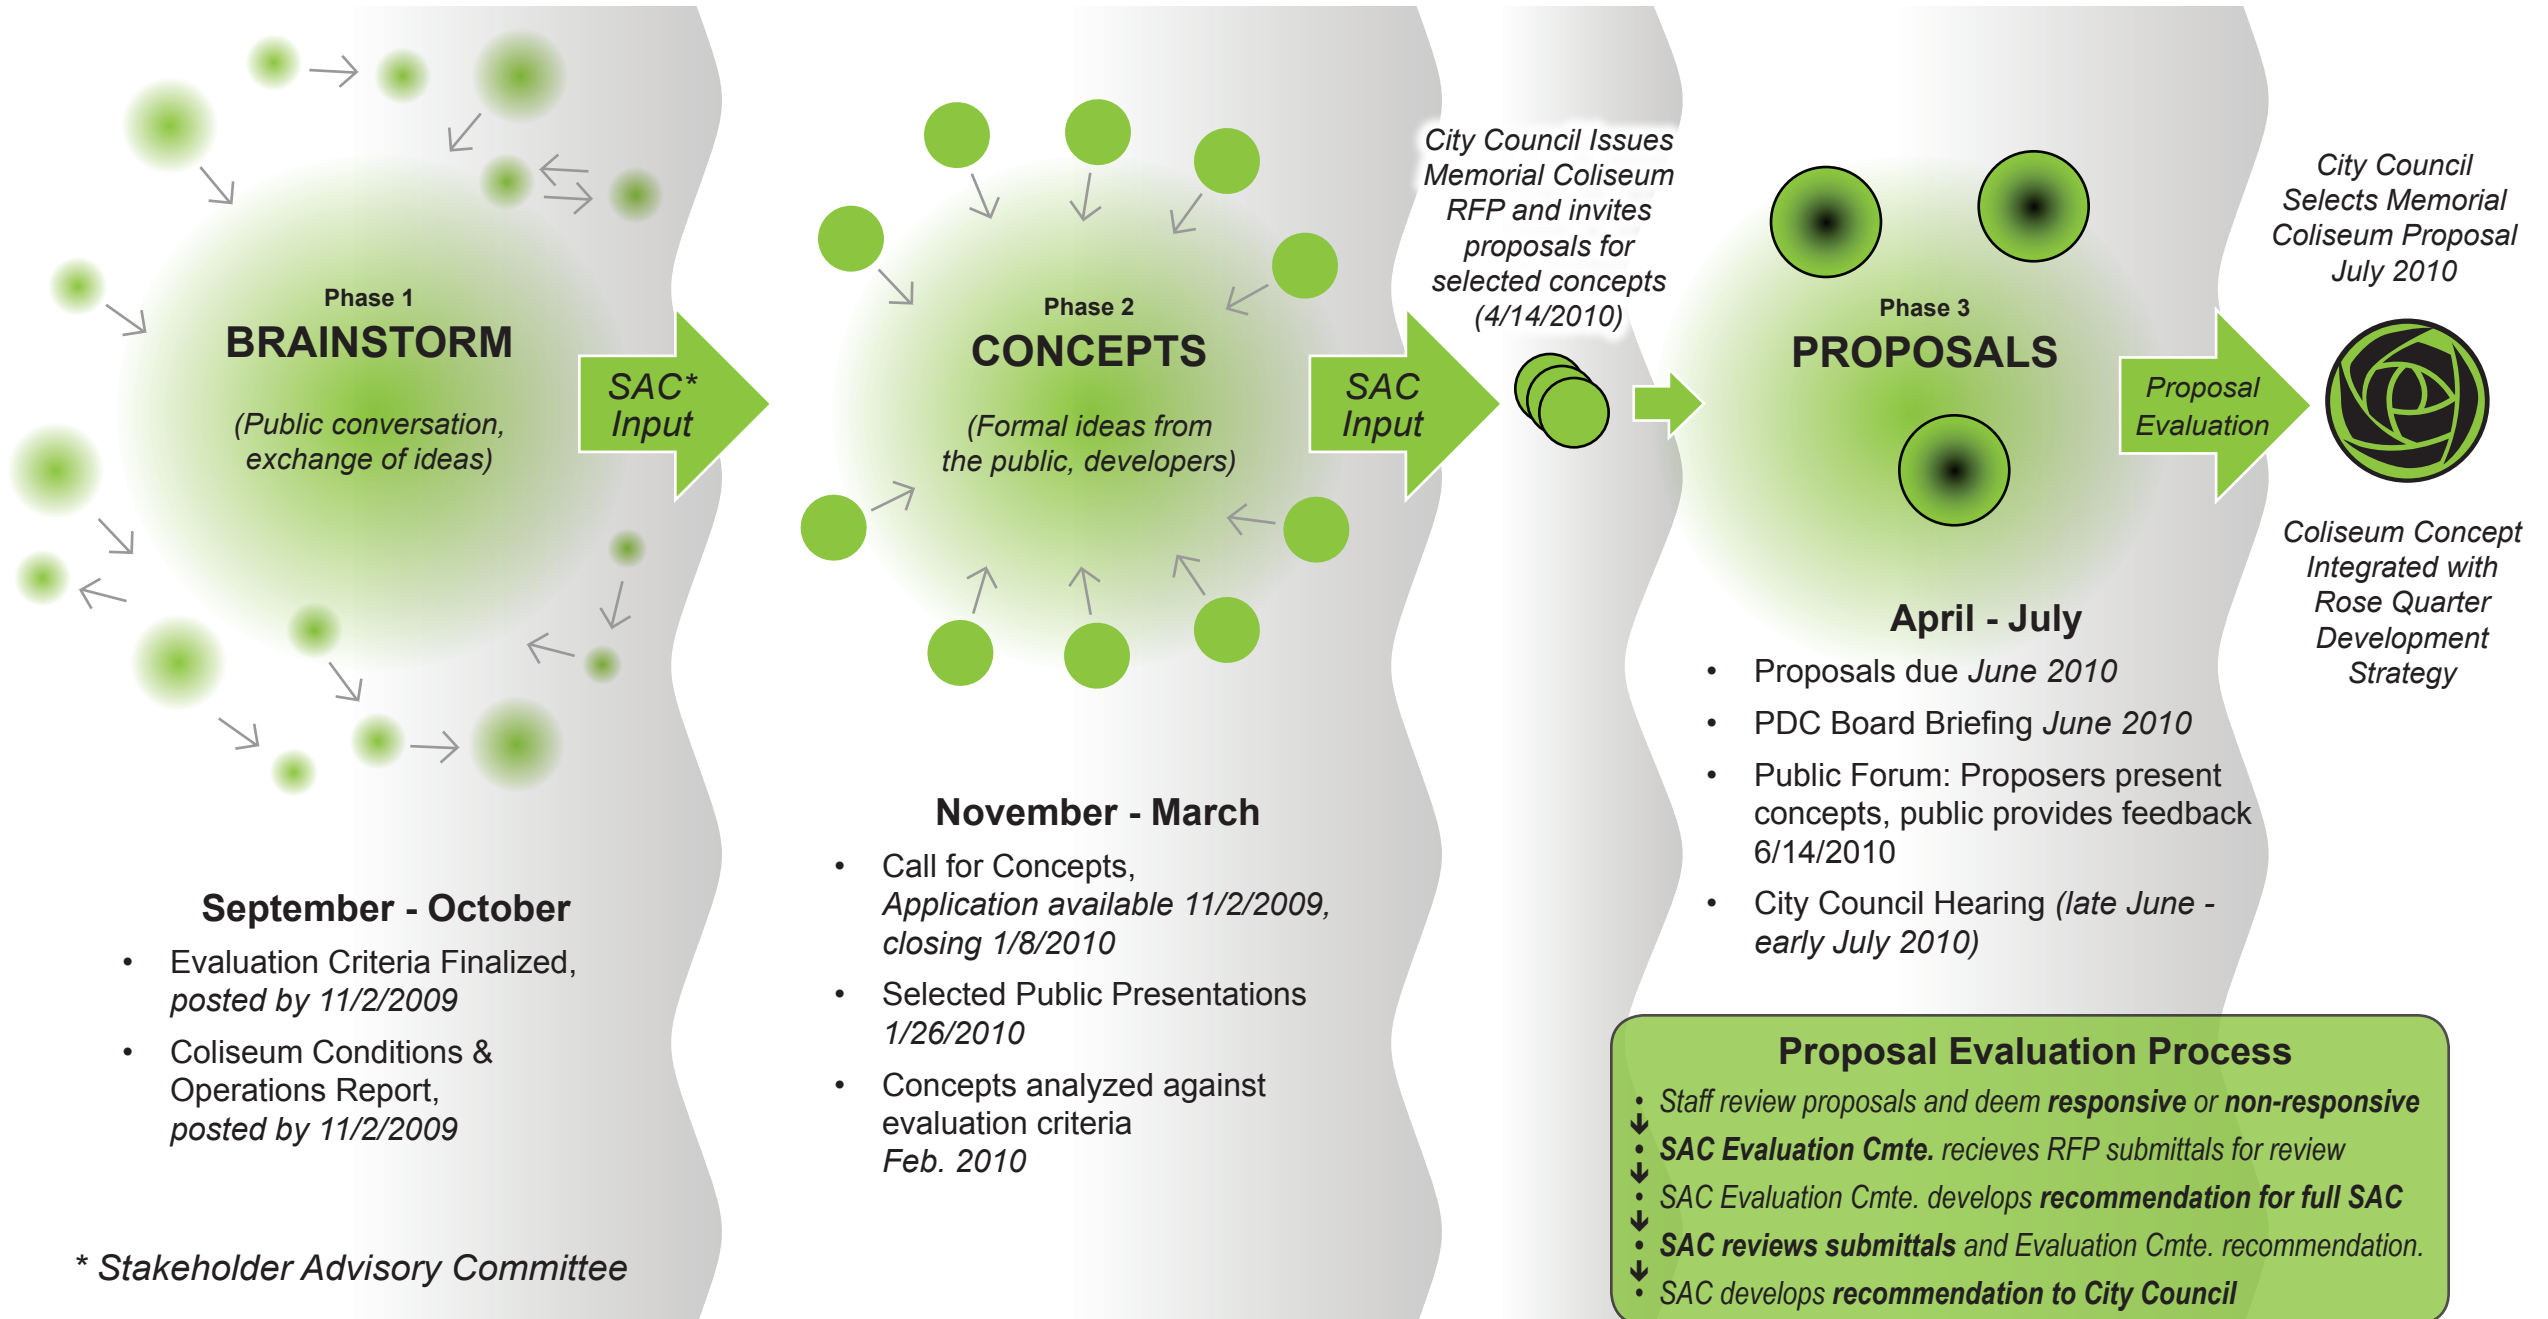 Phase 1
BRAINSTORM
(Public conversation,
exchange of ideas)
September - October
• Evaluation Criteria Finalized,
posted by 11/2/2009
• Coliseum Conditions &
Operations Report,
posted by 11/2/2009
* Stakeholder Advisory Committee
SAC*
Input
Phase 2
CONCEPTS
(Formal ideas from
the public, developers)
November - March
• Call for Concepts,
Application available 11/2/2009,
closing 1/8/2010
• Selected Public Presentations
1/26/2010
• Concepts analyzed against
evaluation criteria
Feb. 2010
SAC
Input
City Council Issues
Memorial Coliseum
RFP and invites
proposals for
selected concepts
(4/14/2010)
Phase 3
PROPOSALS
April - July
• Proposals due June 2010
• PDC Board Briefing June 2010
• Public Forum: Proposers present
concepts, public provides feedback
6/14/2010
• City Council Hearing (late June -
early July 2010)
Proposal
Evaluation
City Council
Selects Memorial
Coliseum Proposal
July 2010
Coliseum Concept
Integrated with
Rose Quarter
Development
Strategy
Proposal Evaluation Process
• Staff review proposals and deem responsive or non-responsive
• SAC Evaluation Cmte. recieves RFP submittals for review
• SAC Evaluation Cmte. develops recommendation for full SAC
• SAC reviews submittals and Evaluation Cmte. recommendation.
• SAC develops recommendation to City Council